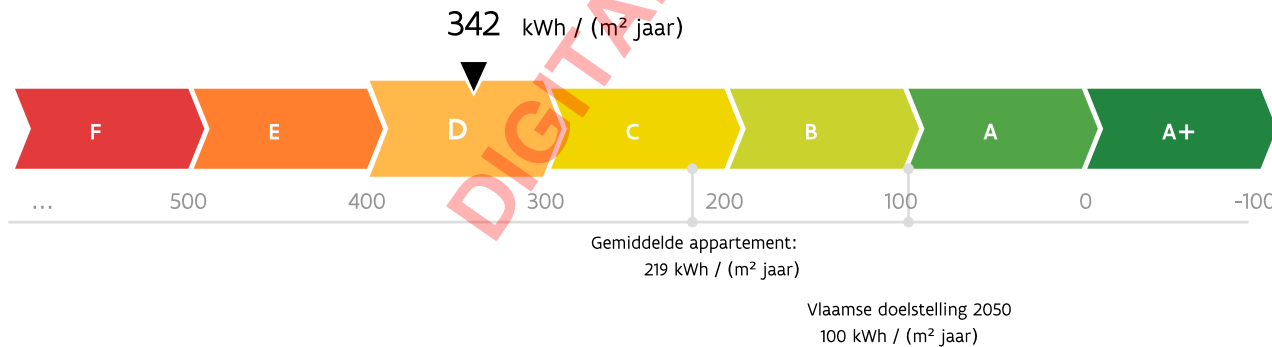 342 kWh / (m² jaar)
F E D C B A A+
... 500 400 300 200 100 0 -100
Gemiddelde appartement:
219 kWh / (m² jaar)
Vlaamse doelstelling 2050
100 kWh / (m² jaar)
DIGITA